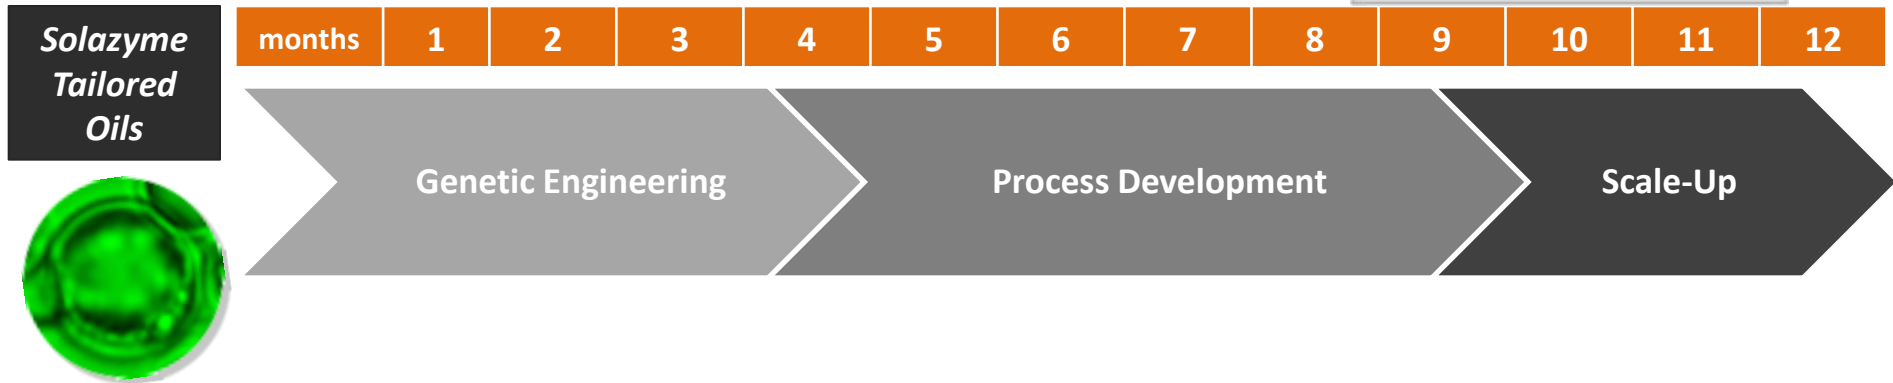 Solazyme
Tailored
Oils
months 1 2 3 4 5 6 7 8 9 10 11 12
Genetic Engineering Process Development Scale-Up